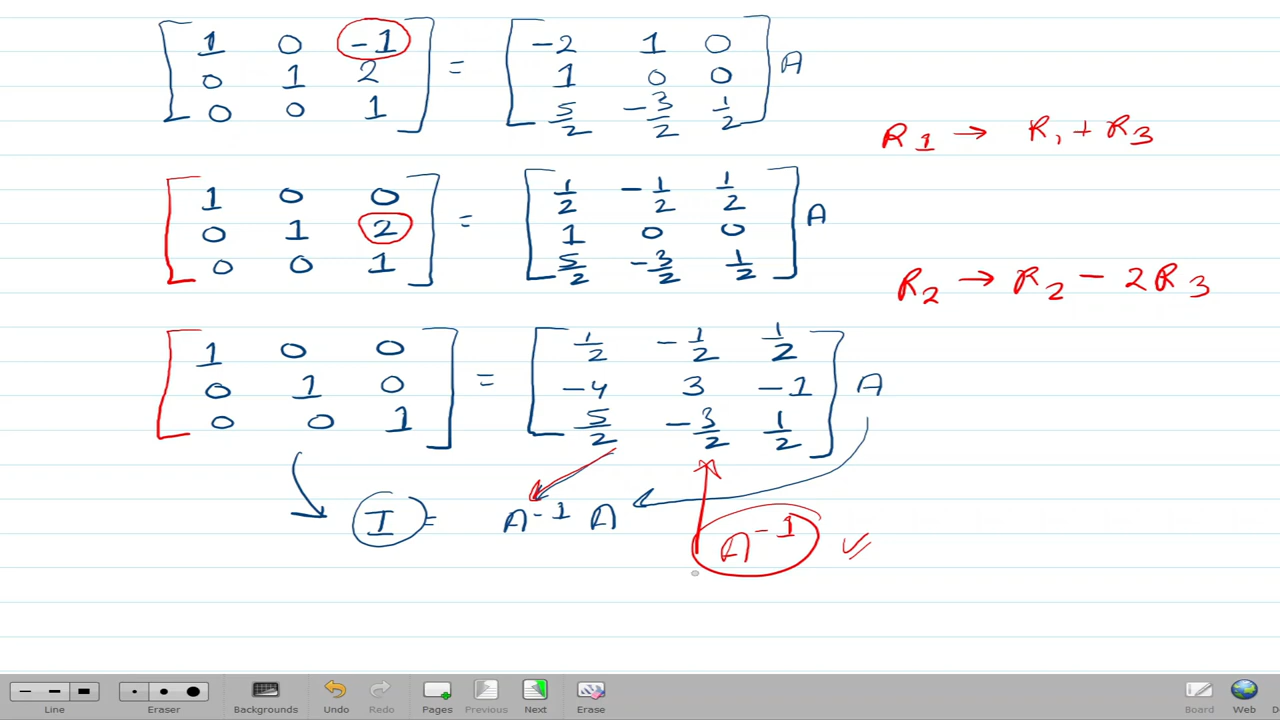 1 0 -1 -2 1 0
0 1 2 = 1 0 0 A
0 0 1 5/2 -3/2 1/2
R1 → R1 + R3
1 0 0 1/2 -1/2 1/2
0 1 2 = 1 0 0 A
0 0 1 5/2 -3/2 1/2
R2 → R2 - 2R3
1 0 0 1/2 -1/2 1/2
0 1 0 = -4 3 -1 A
0 0 1 5/2 -3/2 1/2
I = A^-1 A
A^-1
Line Eraser Backgrounds Undo Redo Pages Previous Next Erase Board Web